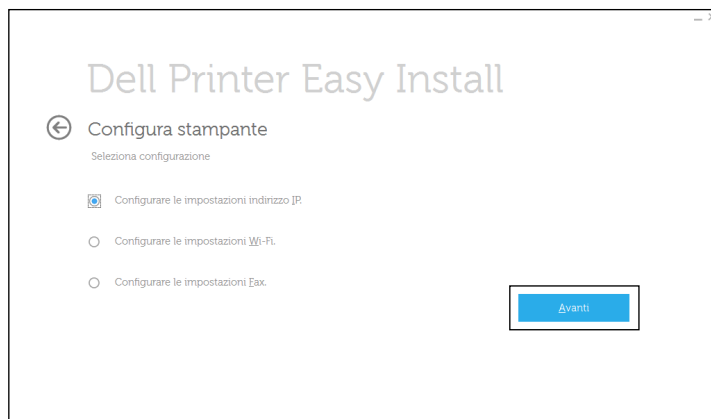 Dell Printer Easy Install
Configura stampante
Seleziona configurazione
Configurare le impostazioni indirizzo IP.
Configurare le impostazioni Wi-Fi.
Configurare le impostazioni Fax.
Avanti